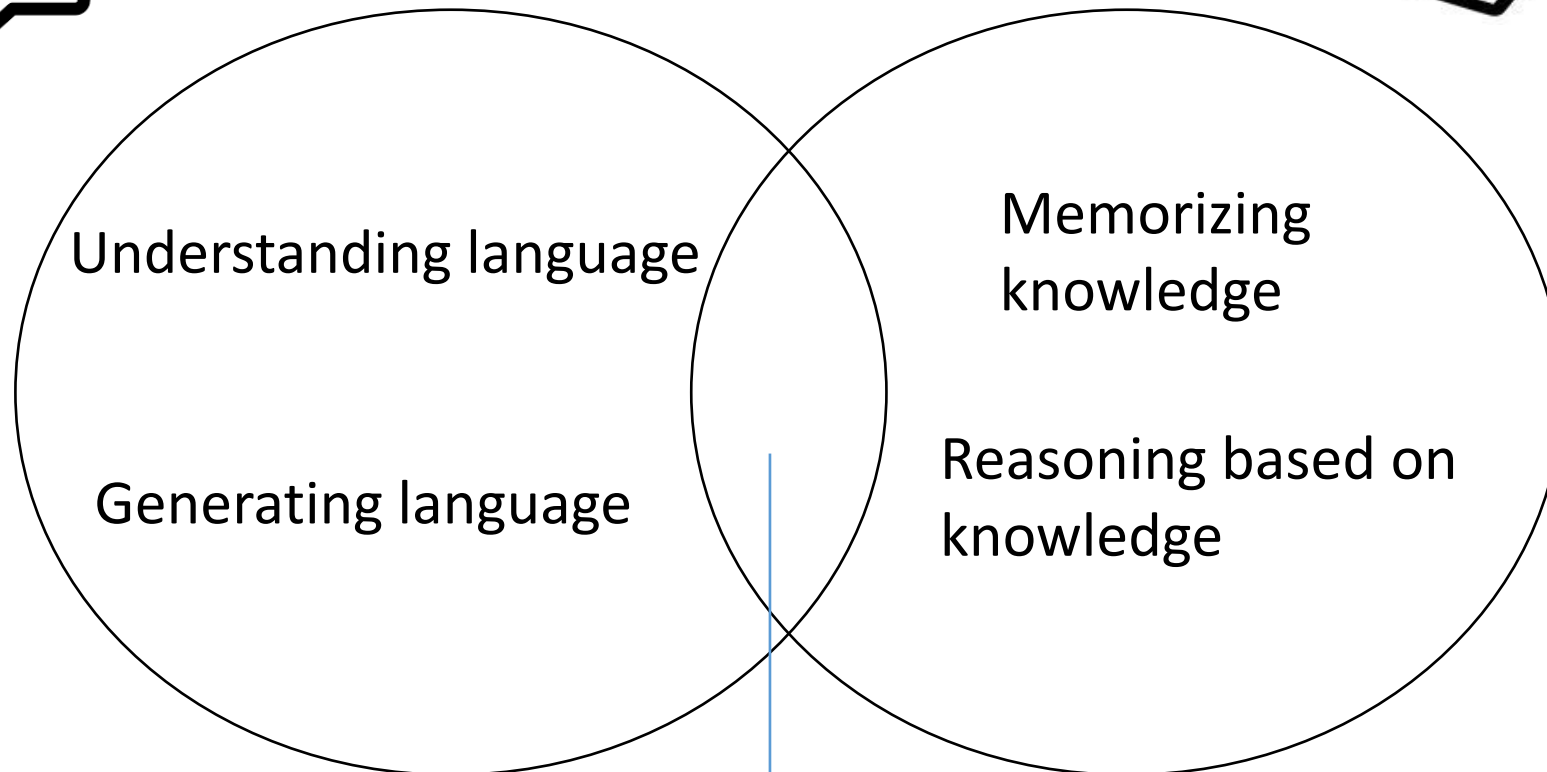 Understanding language
Generating language
Memorizing
knowledge
Reasoning based on
knowledge